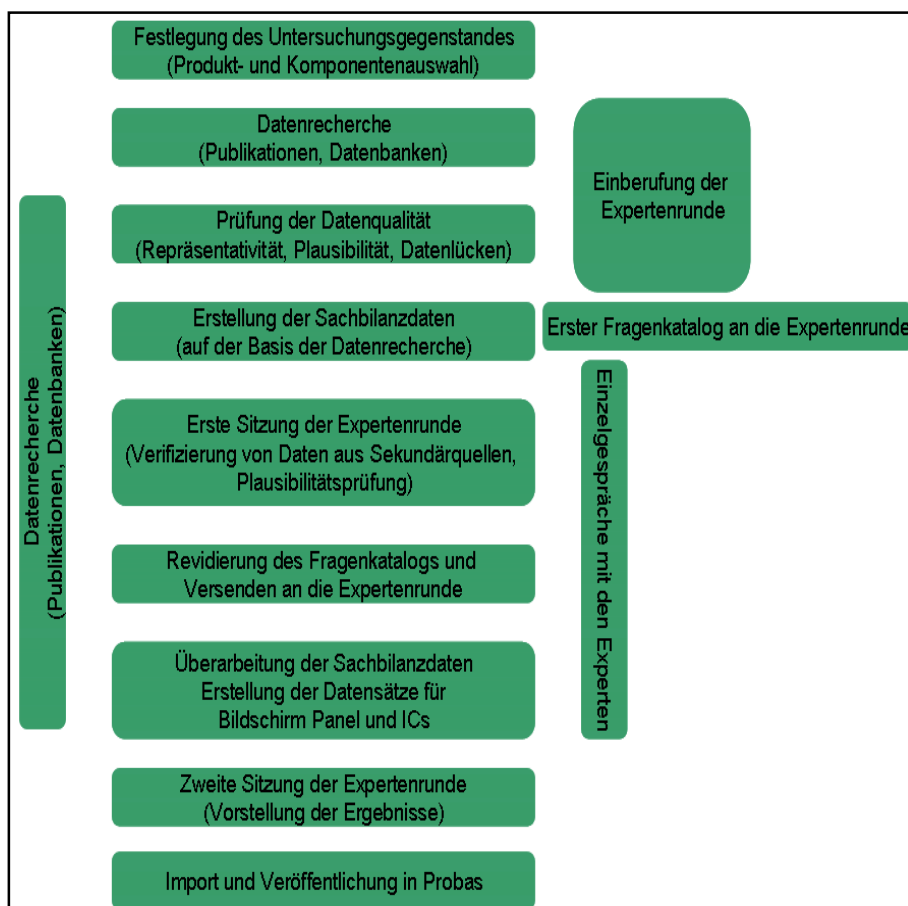 Festlegung des Untersuchungsgegenstandes
(Produkt- und Komponentenauswahl)
Datenrecherche
(Publikationen, Datenbanken)
Einberufung der
Expertenrunde
Prüfung der Datenqualität
(Repräsentativität, Plausibilität, Datenlücken)
Erstellung der Sachbilanzdaten
(auf der Basis der Datenrecherche)
Erster Fragenkatalog an die Expertenrunde
Datenrecherche
(Publikationen, Datenbanken)
Erste Sitzung der Expertenrunde
(Verifizierung von Daten aus Sekundärquellen,
Plausibilitätsprüfung)
Einzelgespräche mit den Experten
Revidierung des Fragenkatalogs und
Versenden an die Expertenrunde
Überarbeitung der Sachbilanzdaten
Erstellung der Datensätze für
Bildschirm Panel und ICs
Zweite Sitzung der Expertenrunde
(Vorstellung der Ergebnisse)
Import und Veröffentlichung in Probas